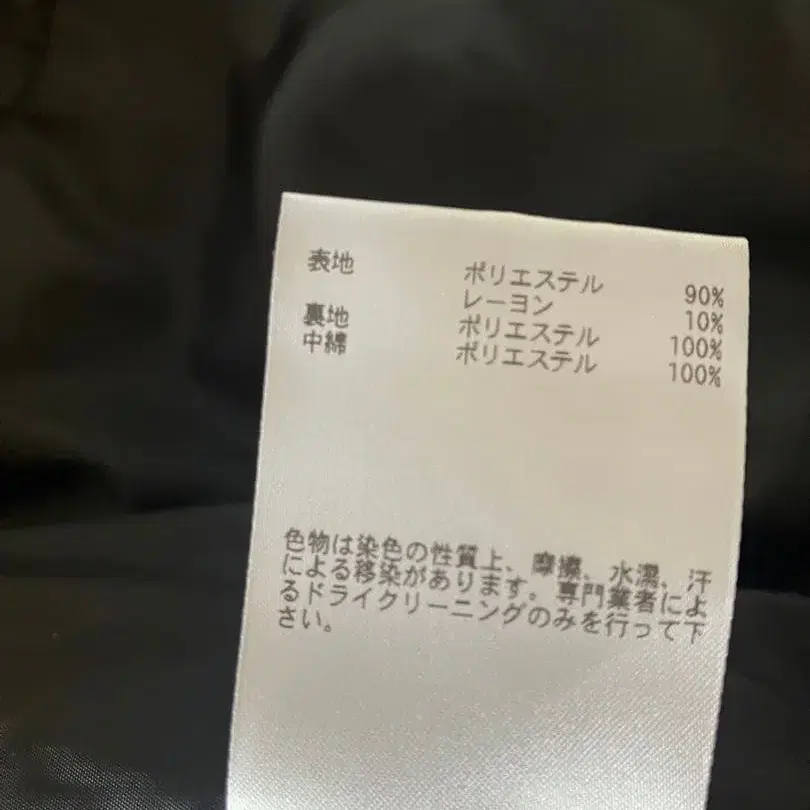 表地 ポリエステル 90%
レーヨン 10%
裏地 ポリエステル 100%
中綿 ポリエステル 100%
色物は染色の性質上、摩擦、水濡、汗
による移染があります。専門業者によ
るドライクリーニングのみを行って下
さい。